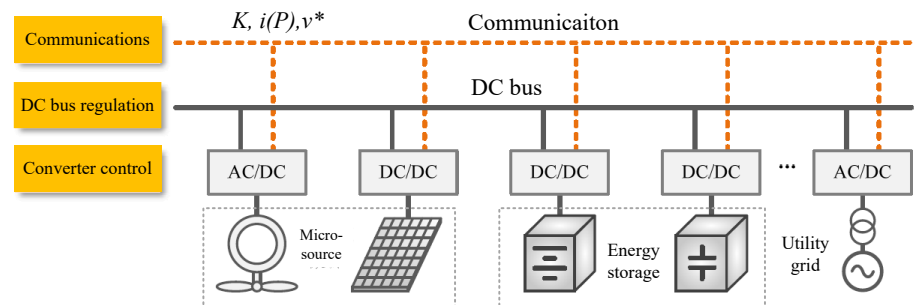 K, i(P),v*
Communicaiton
Communications
DC bus
DC bus regulation
Converter control
AC/DC
DC/DC
DC/DC
DC/DC
...
AC/DC
Micro-
source
Energy
storage
Utility
grid